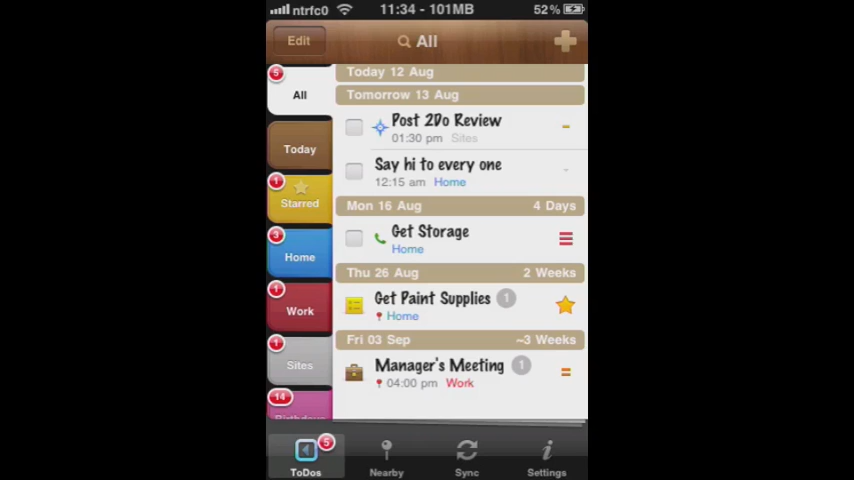 ntrfc0 11:34 - 101MB 52%
Edit All
5
All
Today
1
Starred
3
Home
1
Work
1
Sites
14
Birthdays
Today 12 Aug
Tomorrow 13 Aug
Post 2Do Review
01:30 pm Sites
Say hi to every one
12:15 am Home
Mon 16 Aug 4 Days
Get Storage
Home
Thu 26 Aug 2 Weeks
Get Paint Supplies 1
Home
Fri 03 Sep ~3 Weeks
Manager's Meeting 1
04:00 pm Work
5
ToDos Nearby Sync Settings